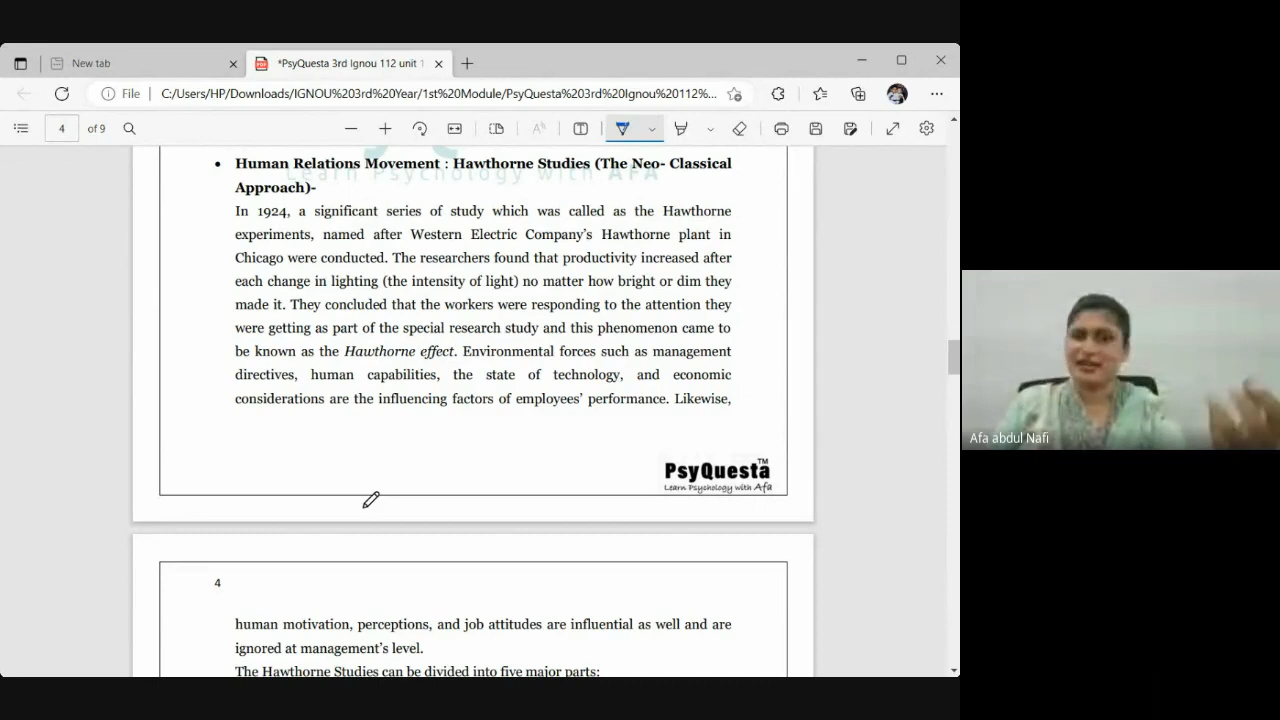 New tab
*PsyQuesta 3rd Ignou 112 unit 1
File
C:/Users/HP/Downloads/IGNOU%203rd%20Year/1st%20Module/PsyQuesta%203rd%20Ignou%20112%...
4 of 9
Learn Psychology with AFA
• Human Relations Movement : Hawthorne Studies (The Neo- Classical
Approach)-
In 1924, a significant series of study which was called as the Hawthorne
experiments, named after Western Electric Company's Hawthorne plant in
Chicago were conducted. The researchers found that productivity increased after
each change in lighting (the intensity of light) no matter how bright or dim they
made it. They concluded that the workers were responding to the attention they
were getting as part of the special research study and this phenomenon came to
be known as the Hawthorne effect. Environmental forces such as management
directives, human capabilities, the state of technology, and economic
considerations are the influencing factors of employees' performance. Likewise,
PsyQuesta™
Learn Psychology with Afa
4
human motivation, perceptions, and job attitudes are influential as well and are
ignored at management's level.
The Hawthorne Studies can be divided into five major parts:
Afa abdul Nafi